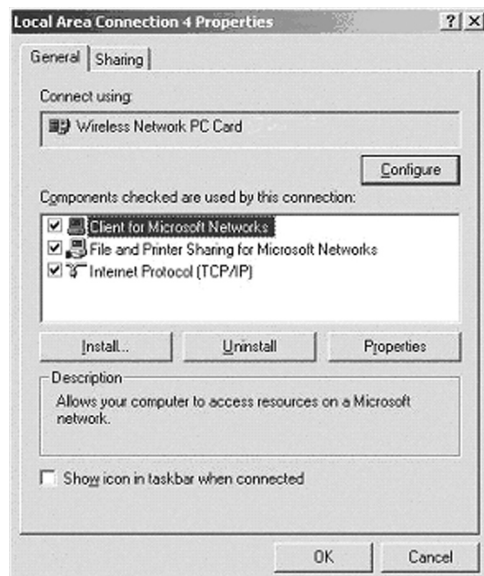 Local Area Connection 4 Properties
General Sharing
Connect using:
Wireless Network PC Card
Configure
Components checked are used by this connection:
Client for Microsoft Networks
File and Printer Sharing for Microsoft Networks
Internet Protocol (TCP/IP)
Install... Uninstall Properties
Description
Allows your computer to access resources on a Microsoft
network.
Show icon in taskbar when connected
OK Cancel